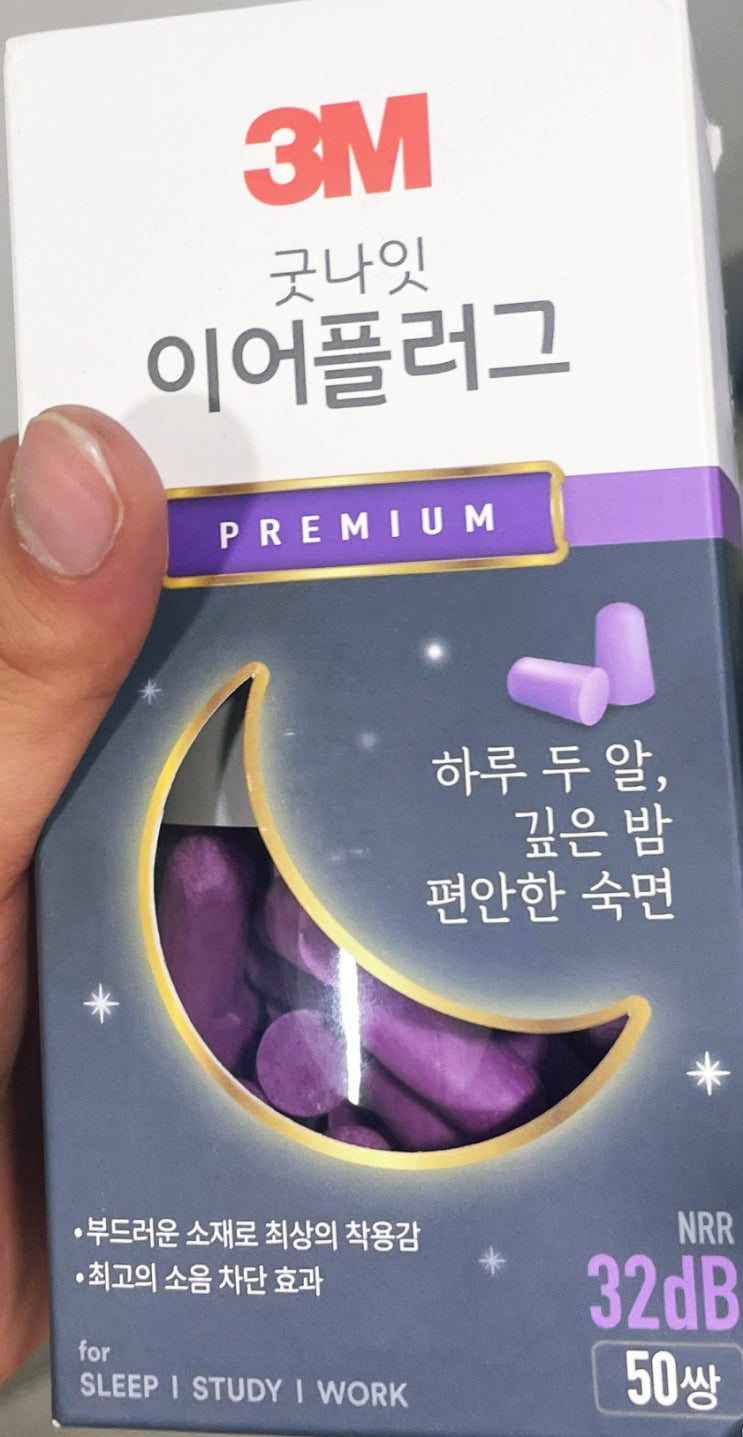 3M
굿나잇
이어플러그
PREMIUM
하루 두 알,
깊은 밤
편안한 숙면
•부드러운 소재로 최상의 착용감
•최고의 소음 차단 효과
NRR
32dB
50쌍
for
SLEEP I STUDY I WORK